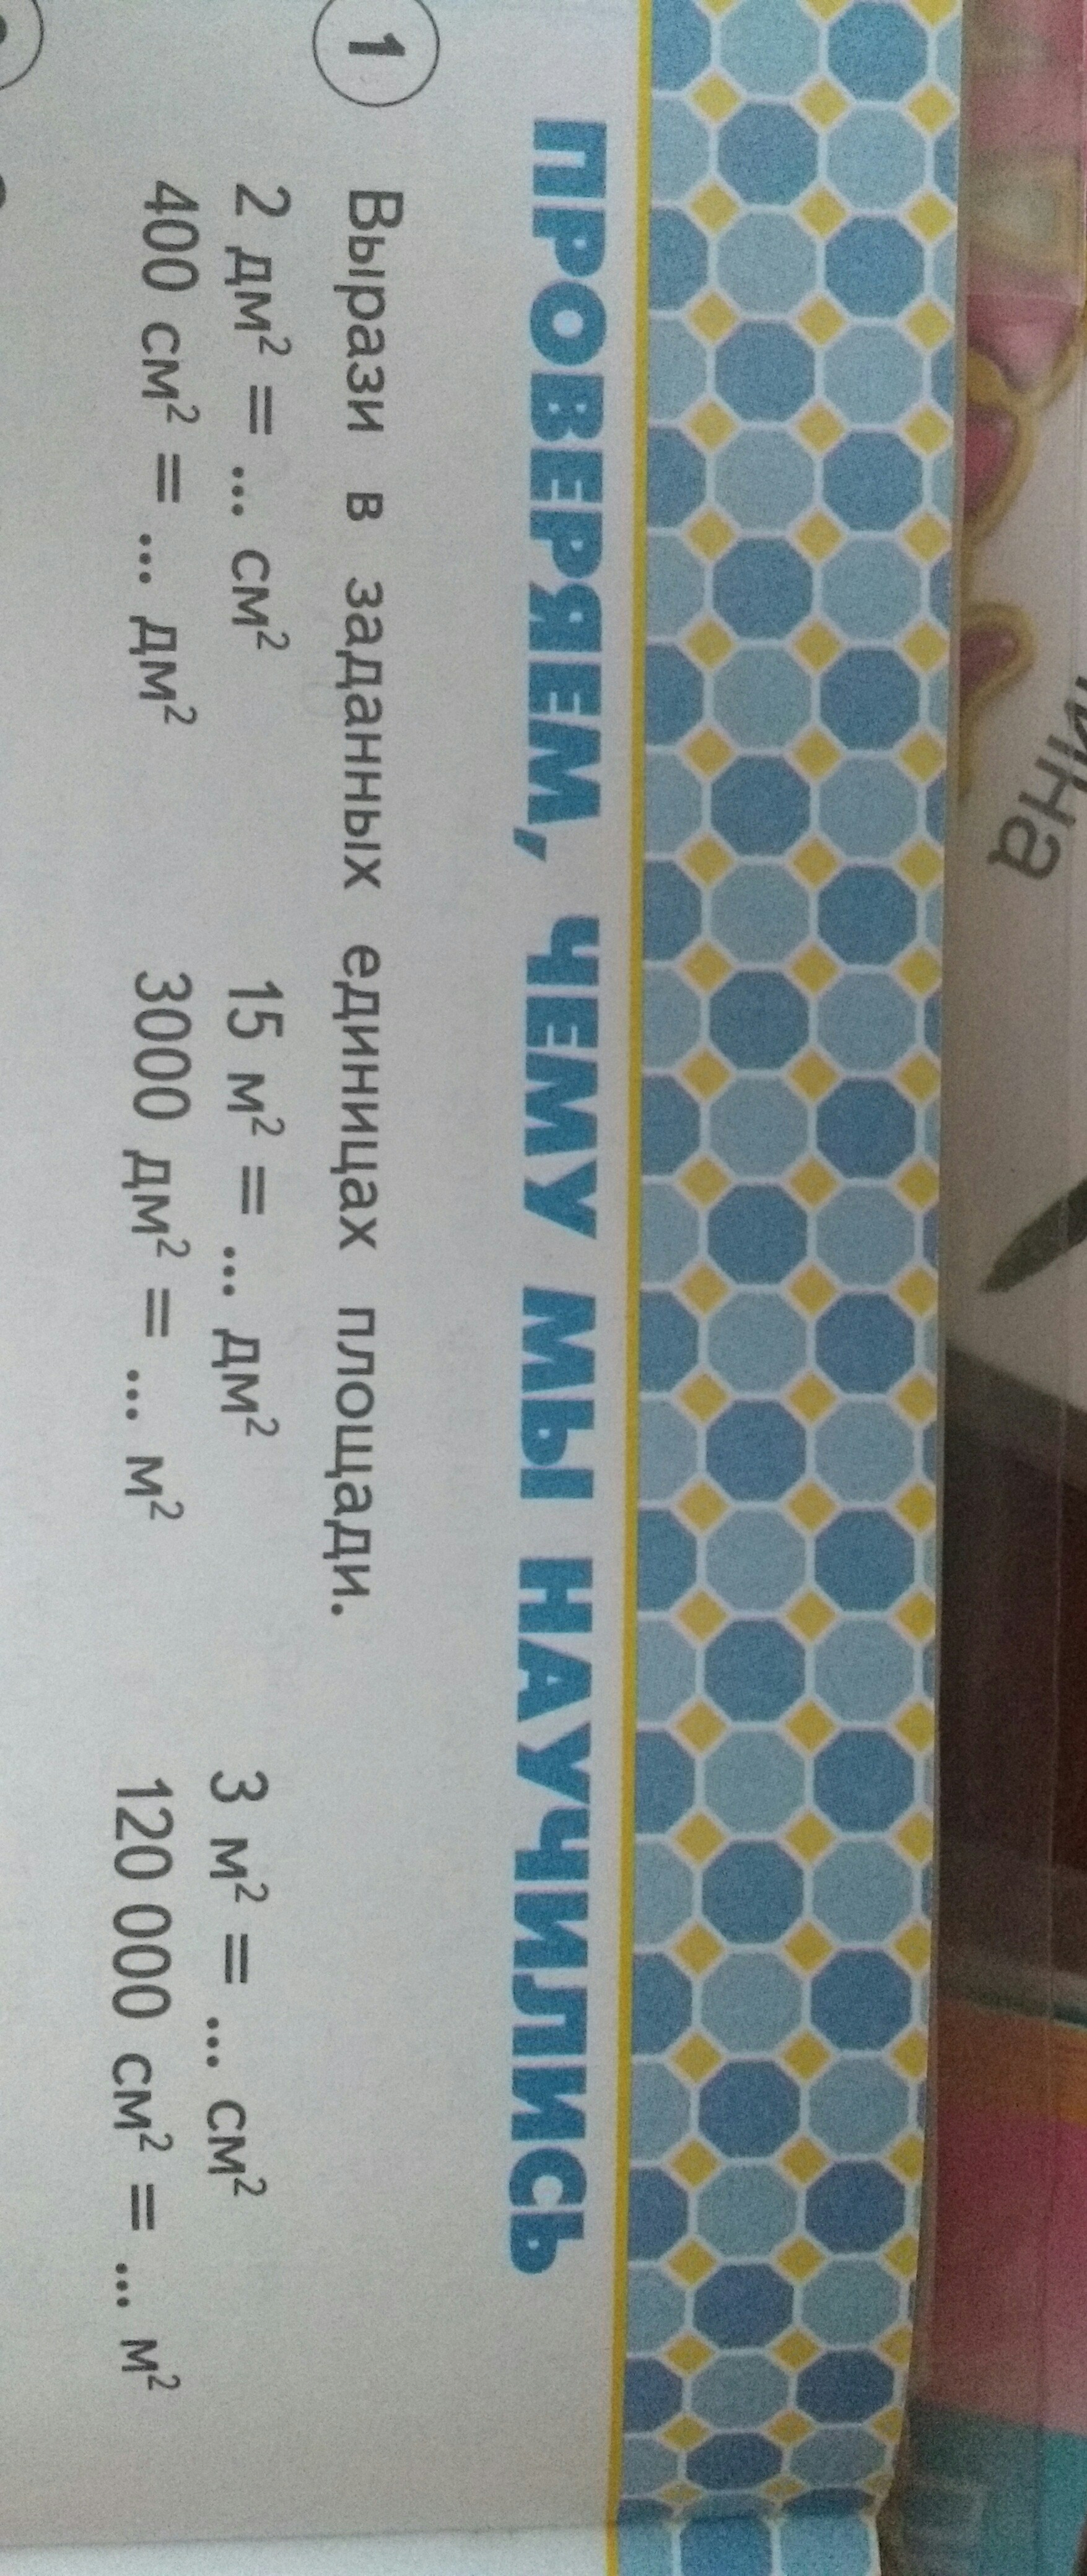 ПРОВЕРЯЕМ, ЧЕМУ МЫ НАУЧИЛИСЬ
1 Вырази в заданных единицах площади.
2 дм² = ... см² 15 м² = ... дм² 3 м² = ... см²
400 см² = ... дм² 3000 дм² = ... м² 120 000 см² = ... м²